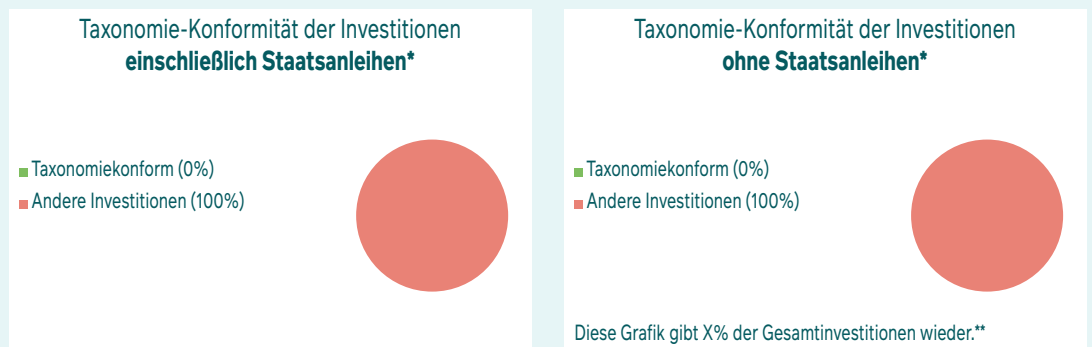 Taxonomie-Konformität der Investitionen
einschließlich Staatsanleihen*
Taxonomiekonform (0%)
Andere Investitionen (100%)
Taxonomie-Konformität der Investitionen
ohne Staatsanleihen*
Taxonomiekonform (0%)
Andere Investitionen (100%)
Diese Grafik gibt X% der Gesamtinvestitionen wieder.**